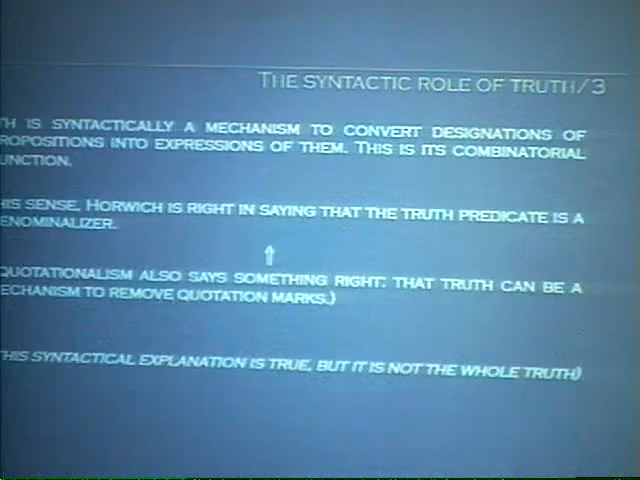 THE SYNTACTIC ROLE OF TRUTH/3
TH IS SYNTACTICALLY A MECHANISM TO CONVERT DESIGNATIONS OF
ROPOSITIONS INTO EXPRESSIONS OF THEM. THIS IS ITS COMBINATORIAL
UNCTION.
HIS SENSE, HORWICH IS RIGHT IN SAYING THAT THE TRUTH PREDICATE IS A
ENOMINALIZER.
QUOTATIONALISM ALSO SAYS SOMETHING RIGHT: THAT TRUTH CAN BE A
ECHANISM TO REMOVE QUOTATION MARKS.)
THIS SYNTACTICAL EXPLANATION IS TRUE, BUT IT IS NOT THE WHOLE TRUTH)